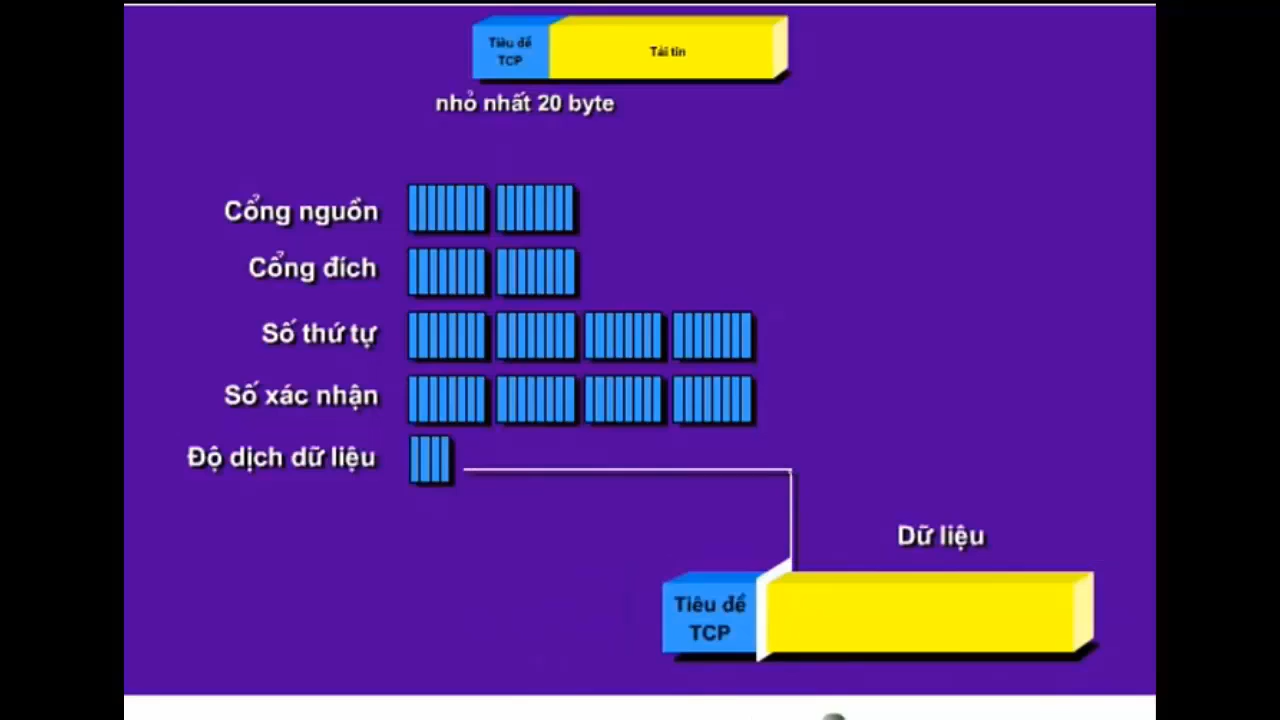 Tiêu đề
TCP
Tải tin
nhỏ nhất 20 byte
Cổng nguồn
Cổng đích
Số thứ tự
Số xác nhận
Độ dịch dữ liệu
Dữ liệu
Tiêu đề
TCP